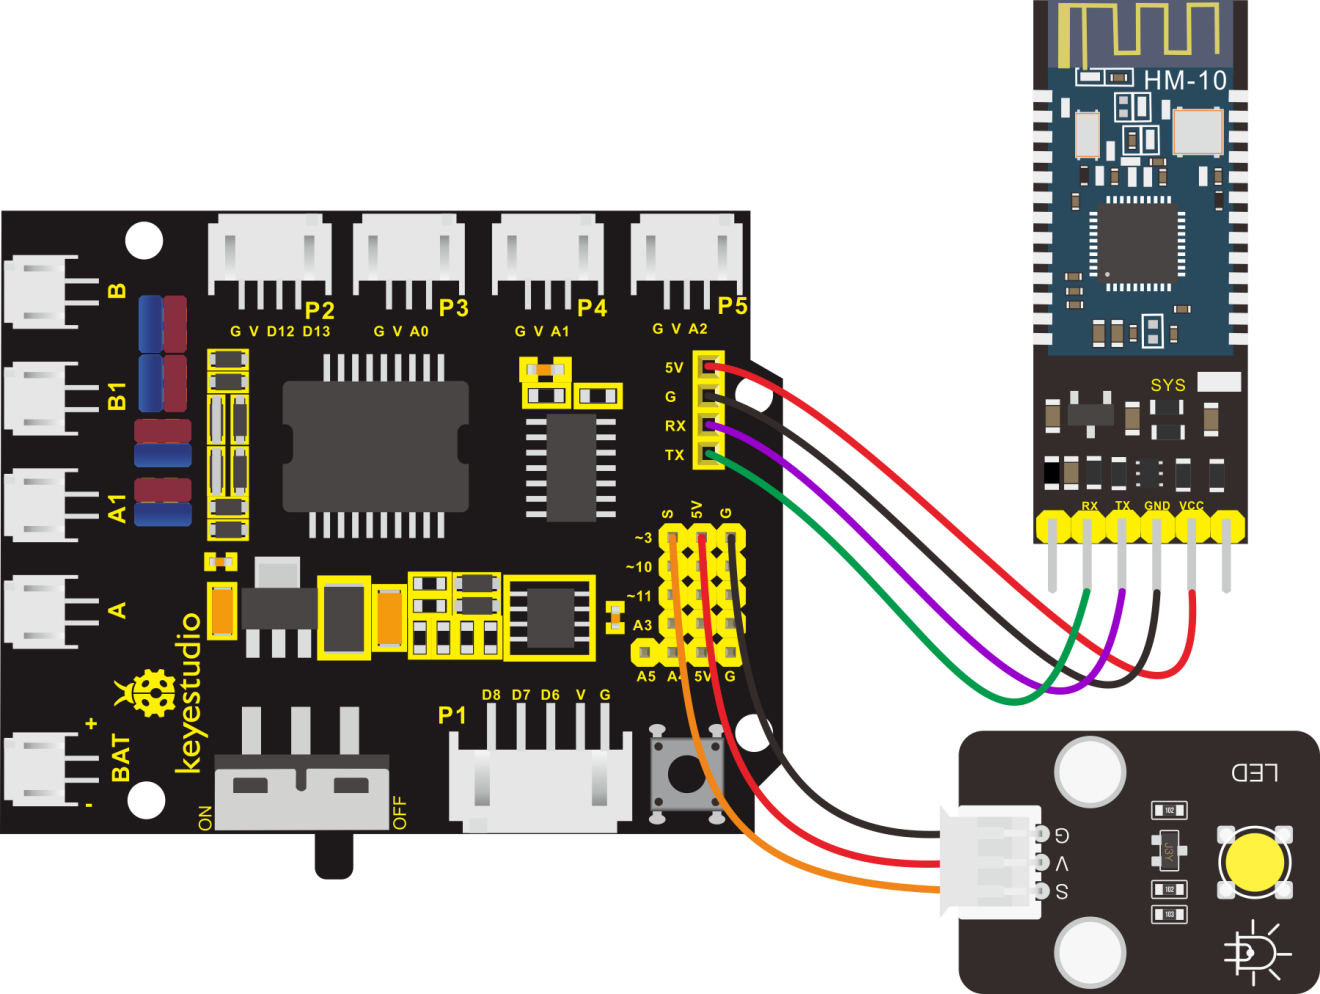 HM-10
SYS
RX TX GND VCC
P2
P3
P4
P5
G V D12 D13
G V A0
G V A1
G V A2
B
B1
A1
A
+
BAT
-
5V
G
RX
TX
S 5V G
~3
~10
~11
A3
A5 A4 5V G
keyestudio
P1
D8 D7 D6 V G
ON
OFF
LED
G
V
S
102
J3Y
102
103